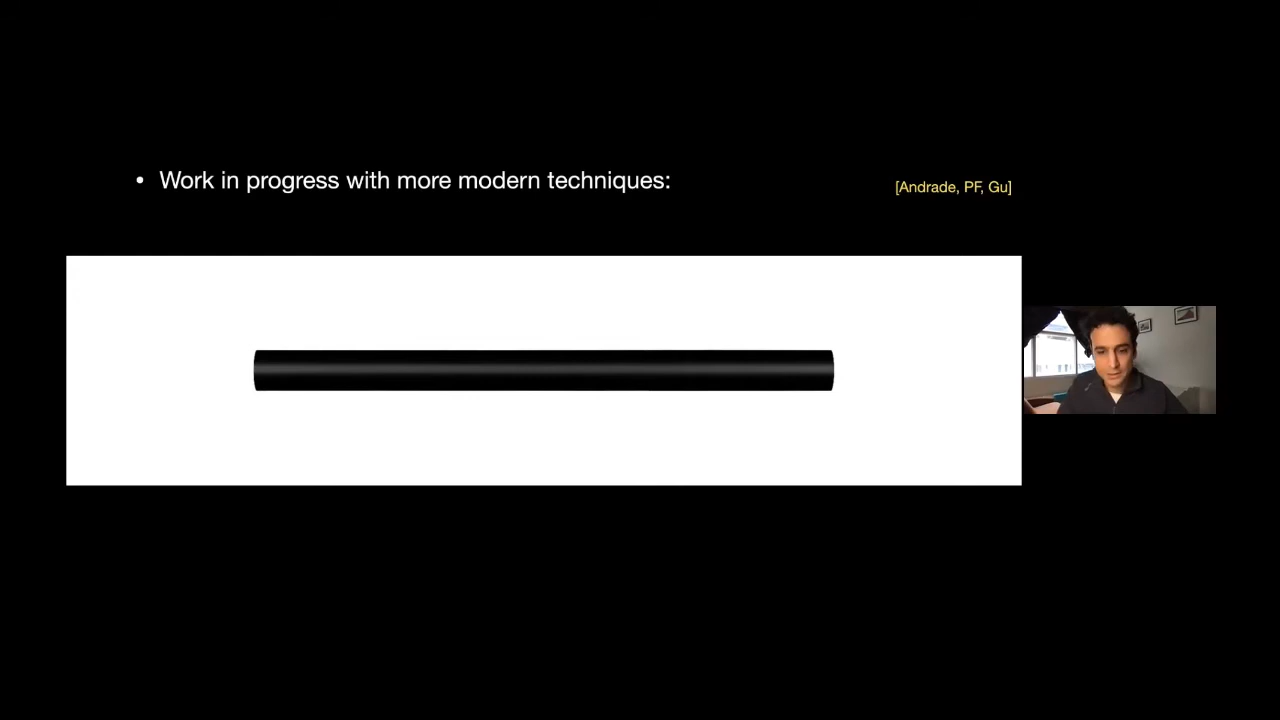 • Work in progress with more modern techniques:
[Andrade, PF, Gu]